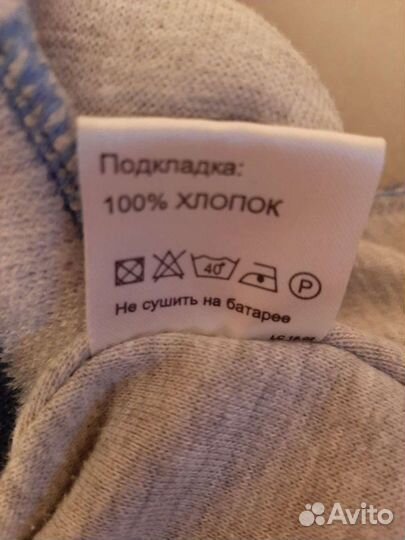 Подкладка:
100% ХЛОПОК
40°
P
Не сушить на батарее
Avito